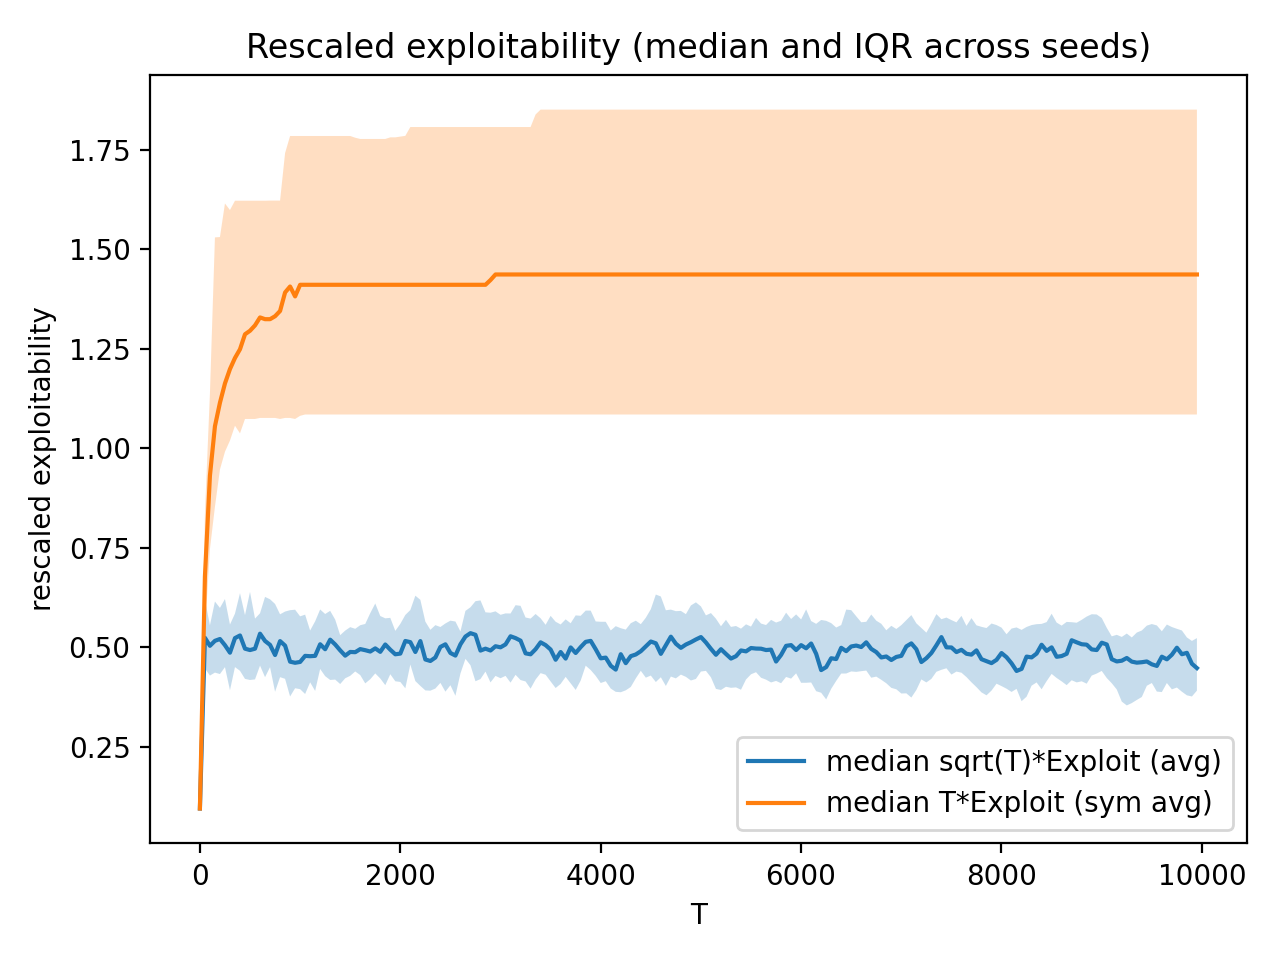 Rescaled exploitability (median and IQR across seeds)
rescaled exploitability
1.75
1.50
1.25
1.00
0.75
0.50
0.25
median sqrt(T)*Exploit (avg)
median T*Exploit (sym avg)
0
2000
4000
6000
8000
10000
T